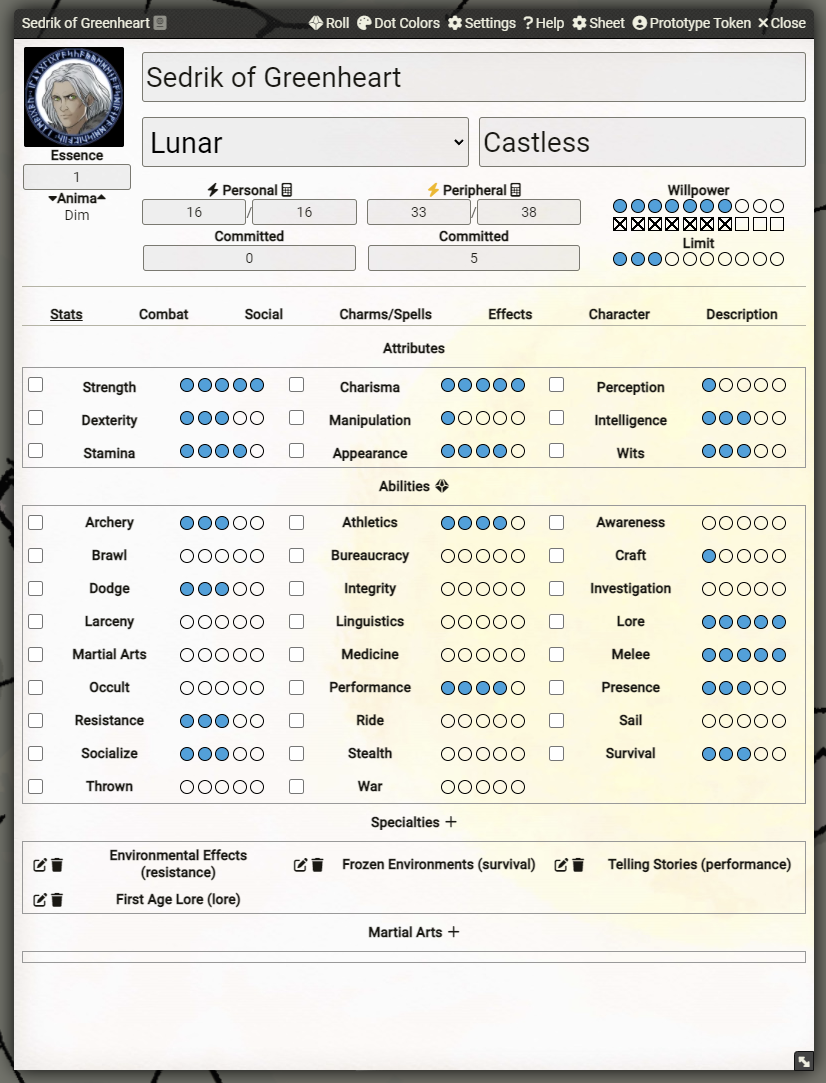 Sedrik of Greenheart Roll Dot Colors Settings ? Help Sheet Prototype Token Close
Sedrik of Greenheart
Lunar Castless
Essence
1
Anima
Dim
Personal Peripheral Willpower
16 / 16 33 / 38
Committed Committed Limit
0 5
Stats Combat Social Charms/Spells Effects Character Description
Attributes
Strength Charisma Perception
Dexterity Manipulation Intelligence
Stamina Appearance Wits
Abilities
Archery Athletics Awareness
Brawl Bureaucracy Craft
Dodge Integrity Investigation
Larceny Linguistics Lore
Martial Arts Medicine Melee
Occult Performance Presence
Resistance Ride Sail
Socialize Stealth Survival
Thrown War
Specialties +
Environmental Effects
(resistance) Frozen Environments (survival) Telling Stories (performance)
First Age Lore (lore)
Martial Arts +